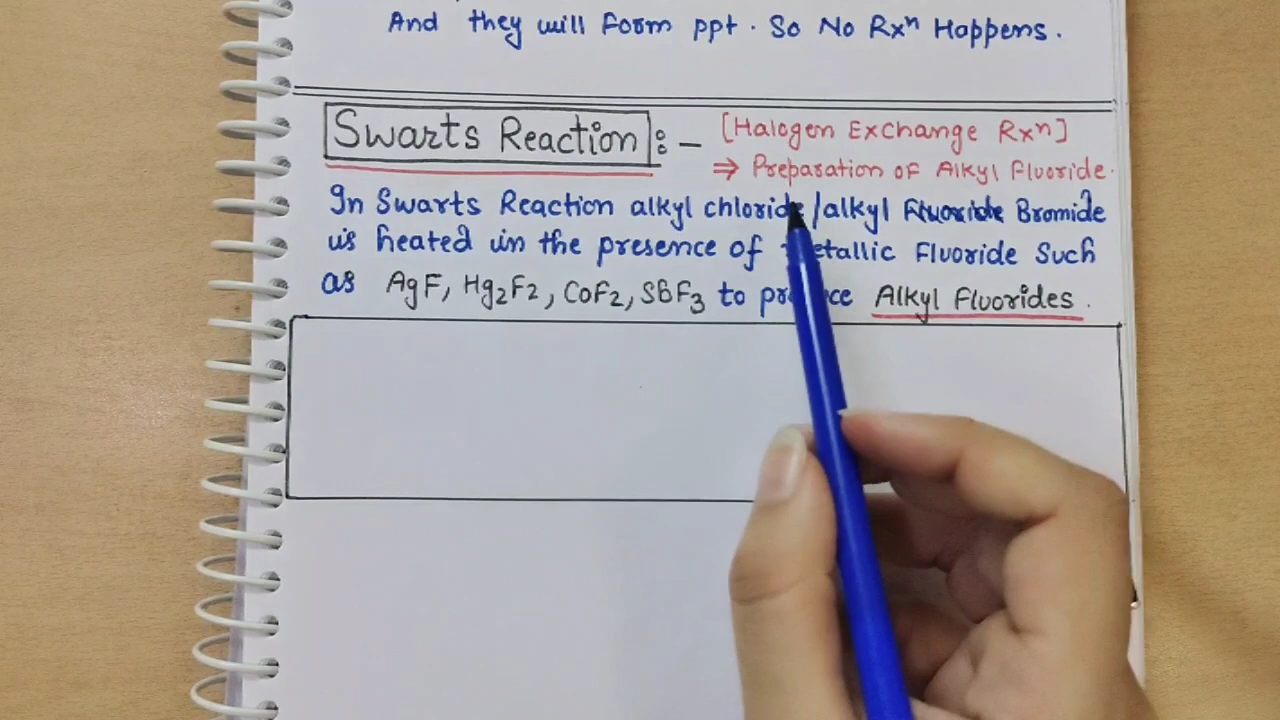 And they will form ppt. So No Rxⁿ Happens.
Swarts Reaction :- [Halogen Exchange Rxⁿ]
⇒ Preparation of Alkyl fluoride.
In Swarts Reaction alkyl chloride/alkyl Bromide
is heated in the presence of Metallic Fluoride Such
as AgF, Hg₂F₂, CoF₂, SbF₃ to produce Alkyl Fluorides.